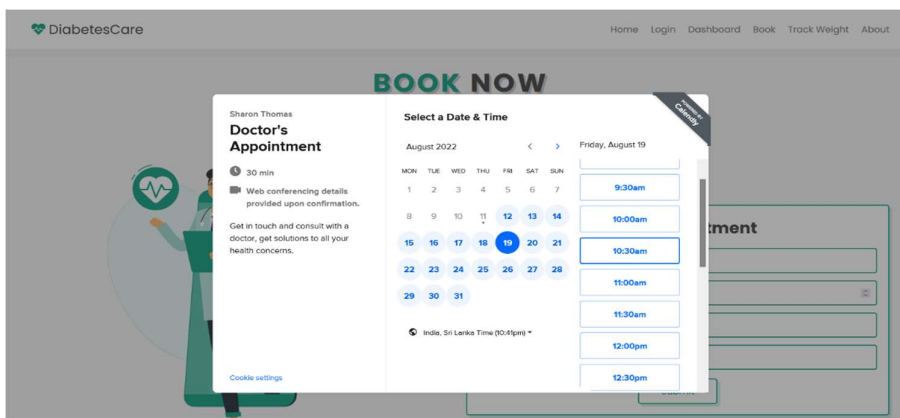 DiabetesCare
Home Login Dashboard Book Track Weight About
BOOK NOW
Sharon Thomas
Doctor's
Appointment
30 min
Web conferencing details
provided upon confirmation.
Get in touch and consult with a
doctor, get solutions to all your
health concerns.
Cookie settings
Select a Date & Time
August 2022 < >
MON TUE WED THU FRI SAT SUN
1 2 3 4 5 6 7
8 9 10 11 12 13 14
15 16 17 18 19 20 21
22 23 24 25 26 27 28
29 30 31
India, Sri Lanka Time (10:41pm)
POWERED BY
Calendly
Friday, August 19
9:30am
10:00am
10:30am
11:00am
11:30am
12:00pm
12:30pm